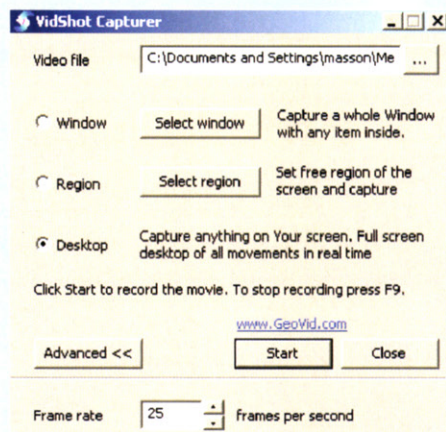 VidShot Capturer
Video file C:\Documents and Settings\masson\Me ...
Window Select window Capture a whole Window
with any item inside.
Region Select region Set free region of the
screen and capture
Desktop Capture anything on Your screen. Full screen
desktop of all movements in real time
Click Start to record the movie. To stop recording press F9.
www.GeoVid.com
Advanced << Start Close
Frame rate 25 frames per second